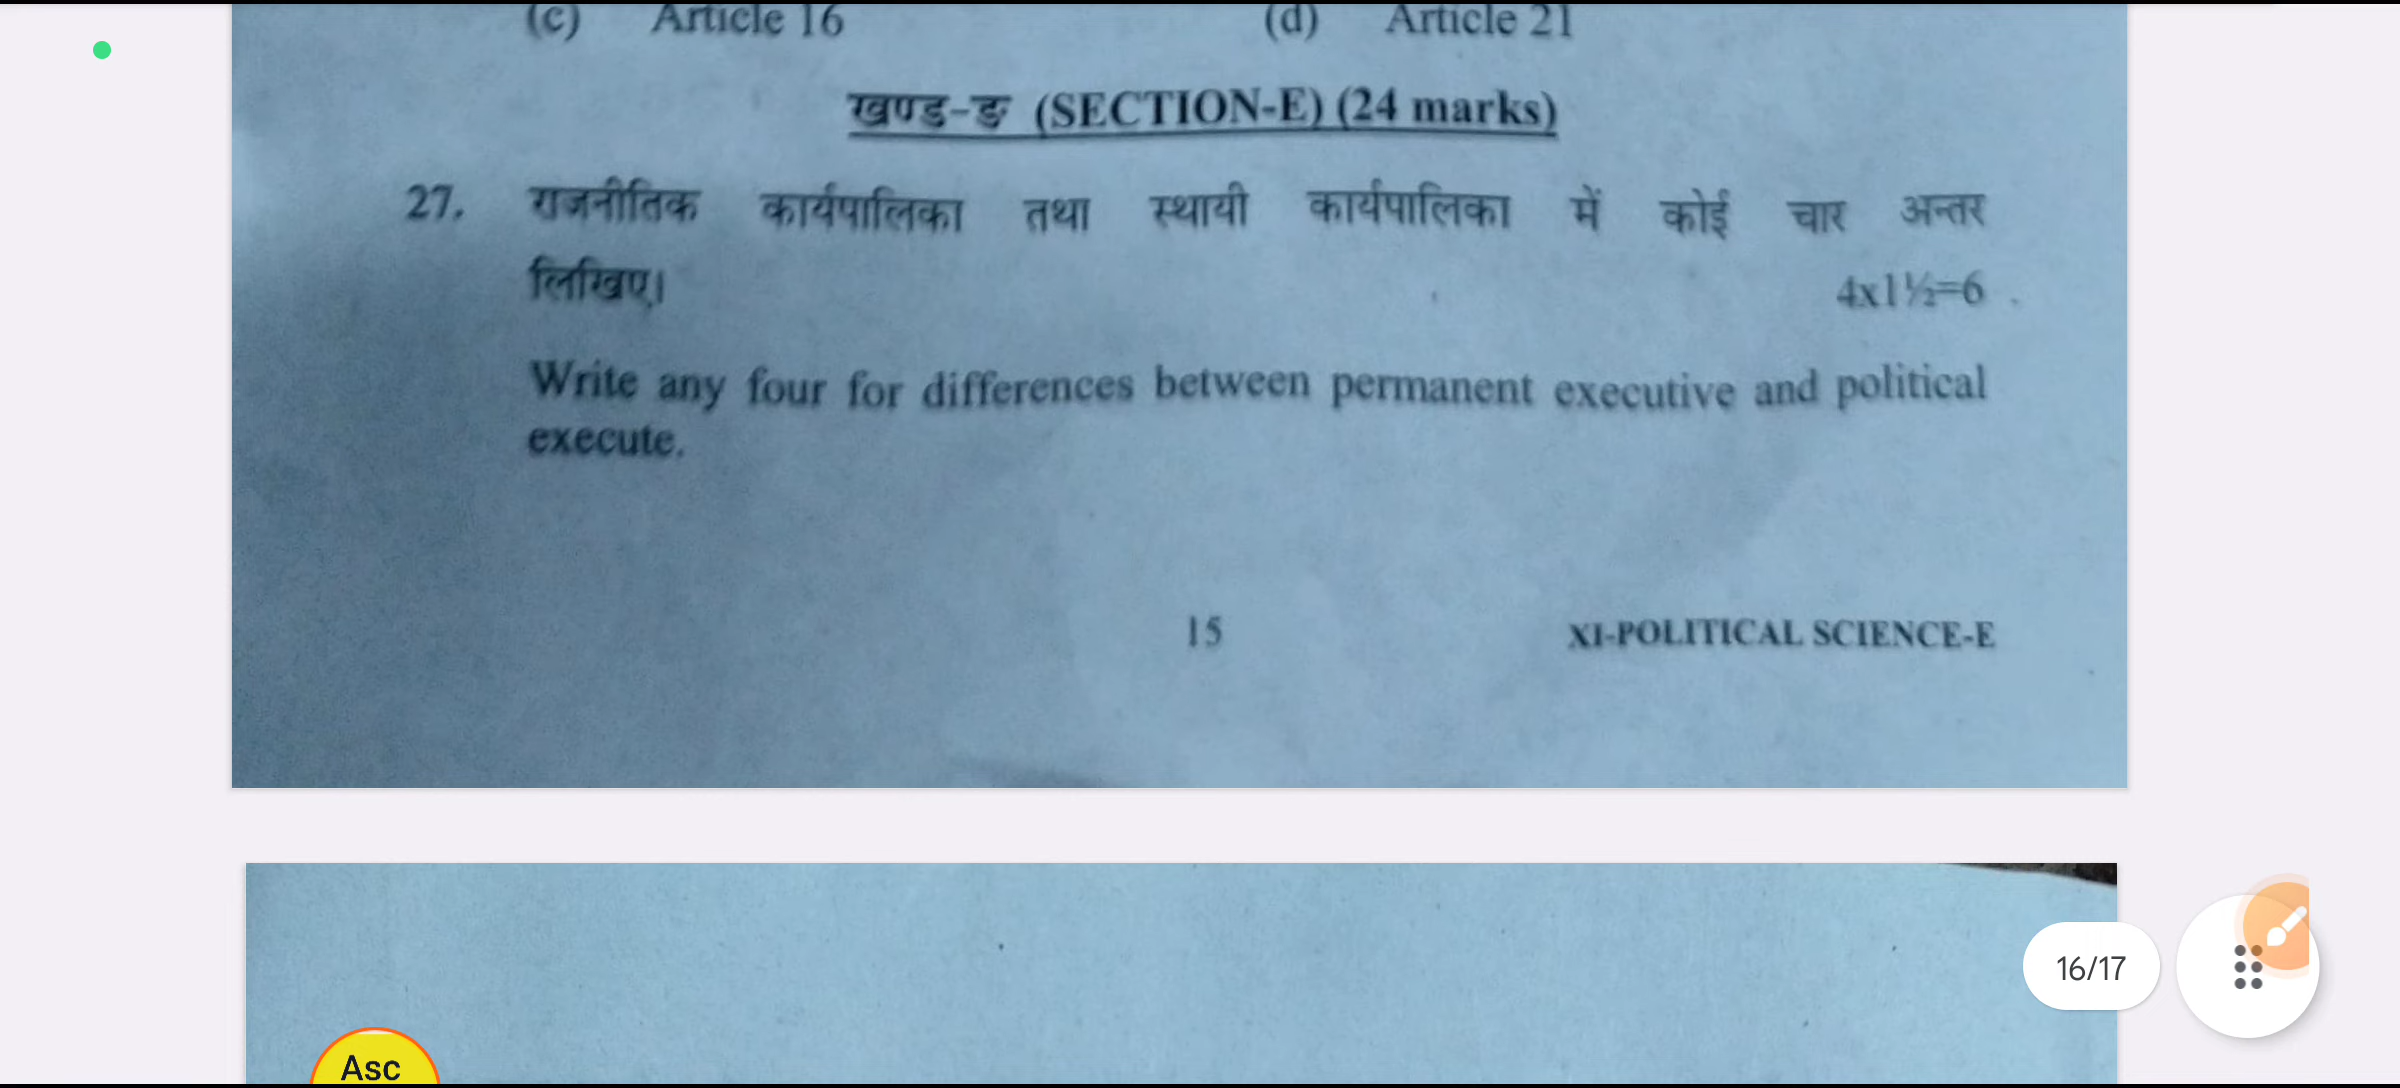 (c) Article 16 (d) Article 21
खण्ड-ङ (SECTION-E) (24 marks)
27. राजनीतिक कार्यपालिका तथा स्थायी कार्यपालिका में कोई चार अन्तर
लिखिए। 4x1½=6
Write any four for differences between permanent executive and political
execute.
15 XI-POLITICAL SCIENCE-E
16/17
Asc